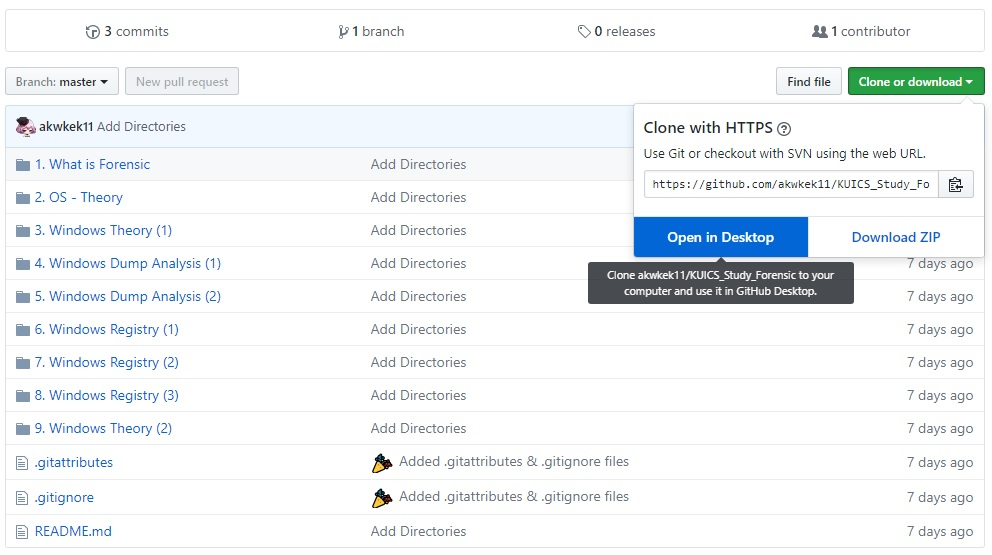 3 commits
1 branch
0 releases
1 contributor
Branch: master
New pull request
Find file
Clone or download
akwkek11 Add Directories
Clone with HTTPS
Use Git or checkout with SVN using the web URL.
https://github.com/akwkek11/KUICS_Study_Fo
Open in Desktop
Download ZIP
Clone akwkek11/KUICS_Study_Forensic to your
computer and use it in GitHub Desktop.
1. What is Forensic Add Directories
2. OS - Theory Add Directories
3. Windows Theory (1) Add Directories
4. Windows Dump Analysis (1) Add Directories 7 days ago
5. Windows Dump Analysis (2) Add Directories 7 days ago
6. Windows Registry (1) Add Directories 7 days ago
7. Windows Registry (2) Add Directories 7 days ago
8. Windows Registry (3) Add Directories 7 days ago
9. Windows Theory (2) Add Directories 7 days ago
.gitattributes Added .gitattributes & .gitignore files 7 days ago
.gitignore Added .gitattributes & .gitignore files 7 days ago
README.md Add Directories 7 days ago